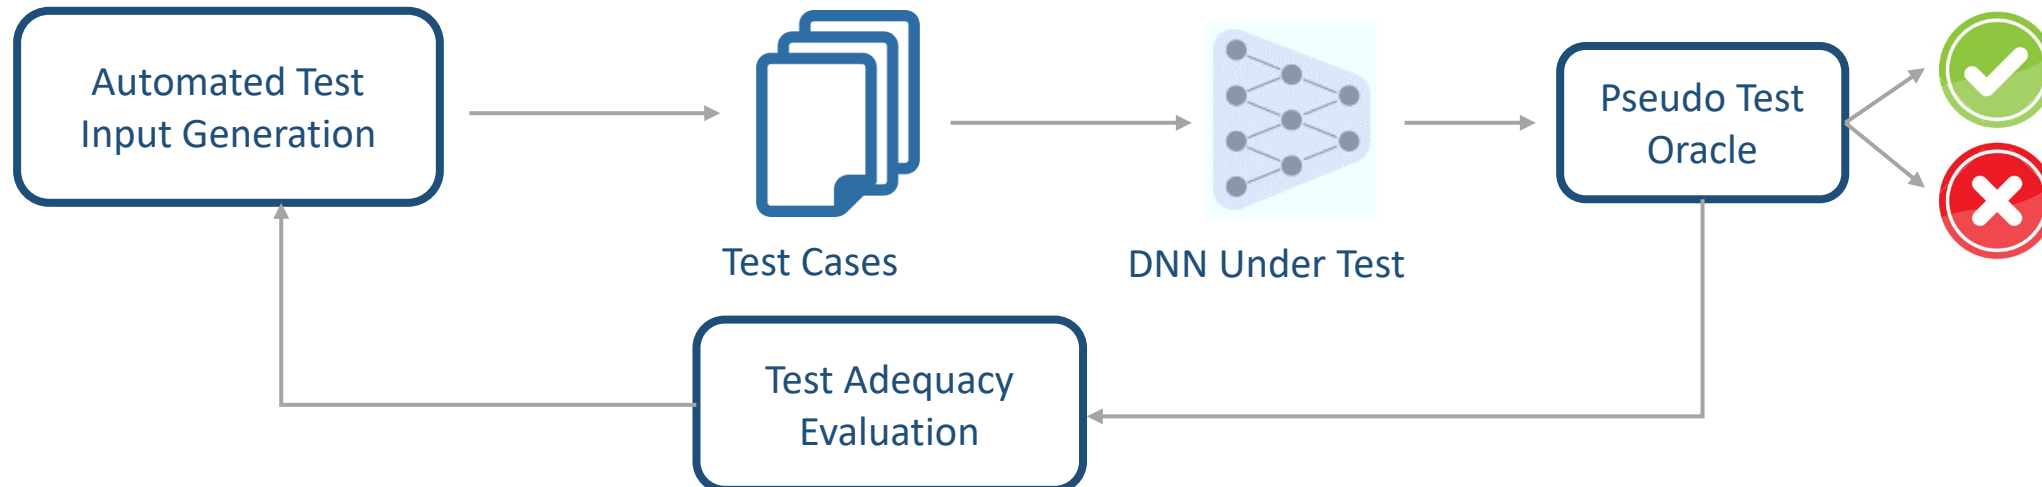 Automated Test
Input Generation
Pseudo Test
Oracle
Test Cases
DNN Under Test
Test Adequacy
Evaluation